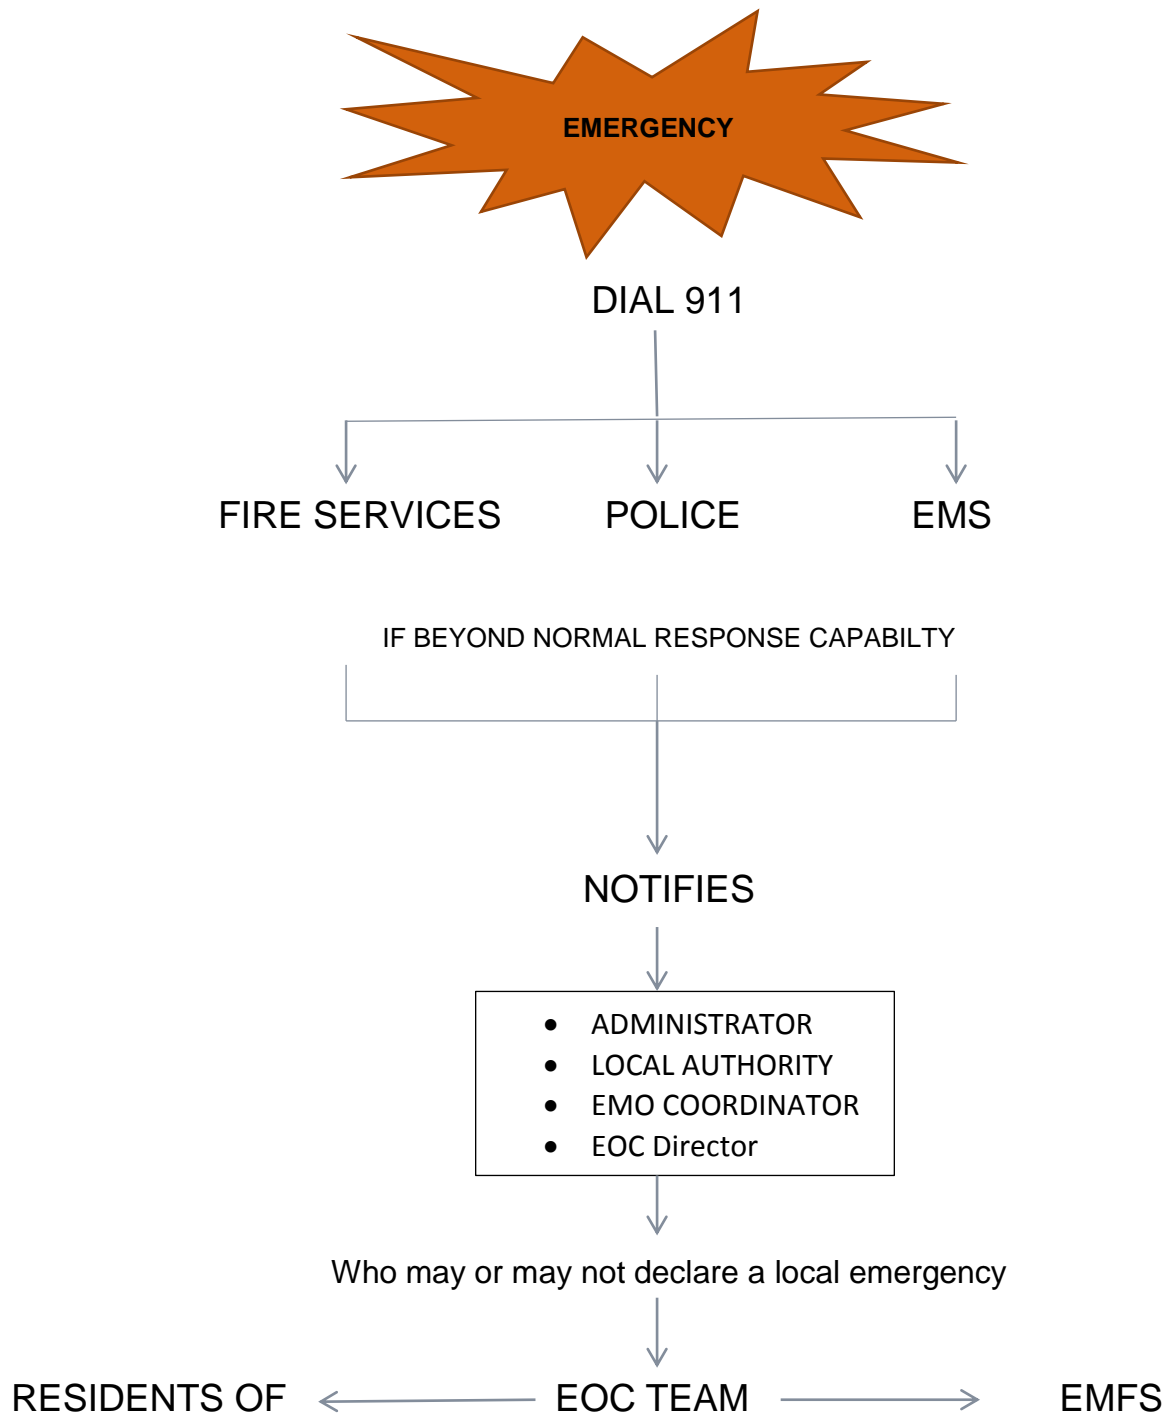 EMERGENCY
DIAL 911
FIRE SERVICES POLICE EMS
IF BEYOND NORMAL RESPONSE CAPABILTY
NOTIFIES
• ADMINISTRATOR
• LOCAL AUTHORITY
• EMO COORDINATOR
• EOC Director
Who may or may not declare a local emergency
RESIDENTS OF EOC TEAM EMFS